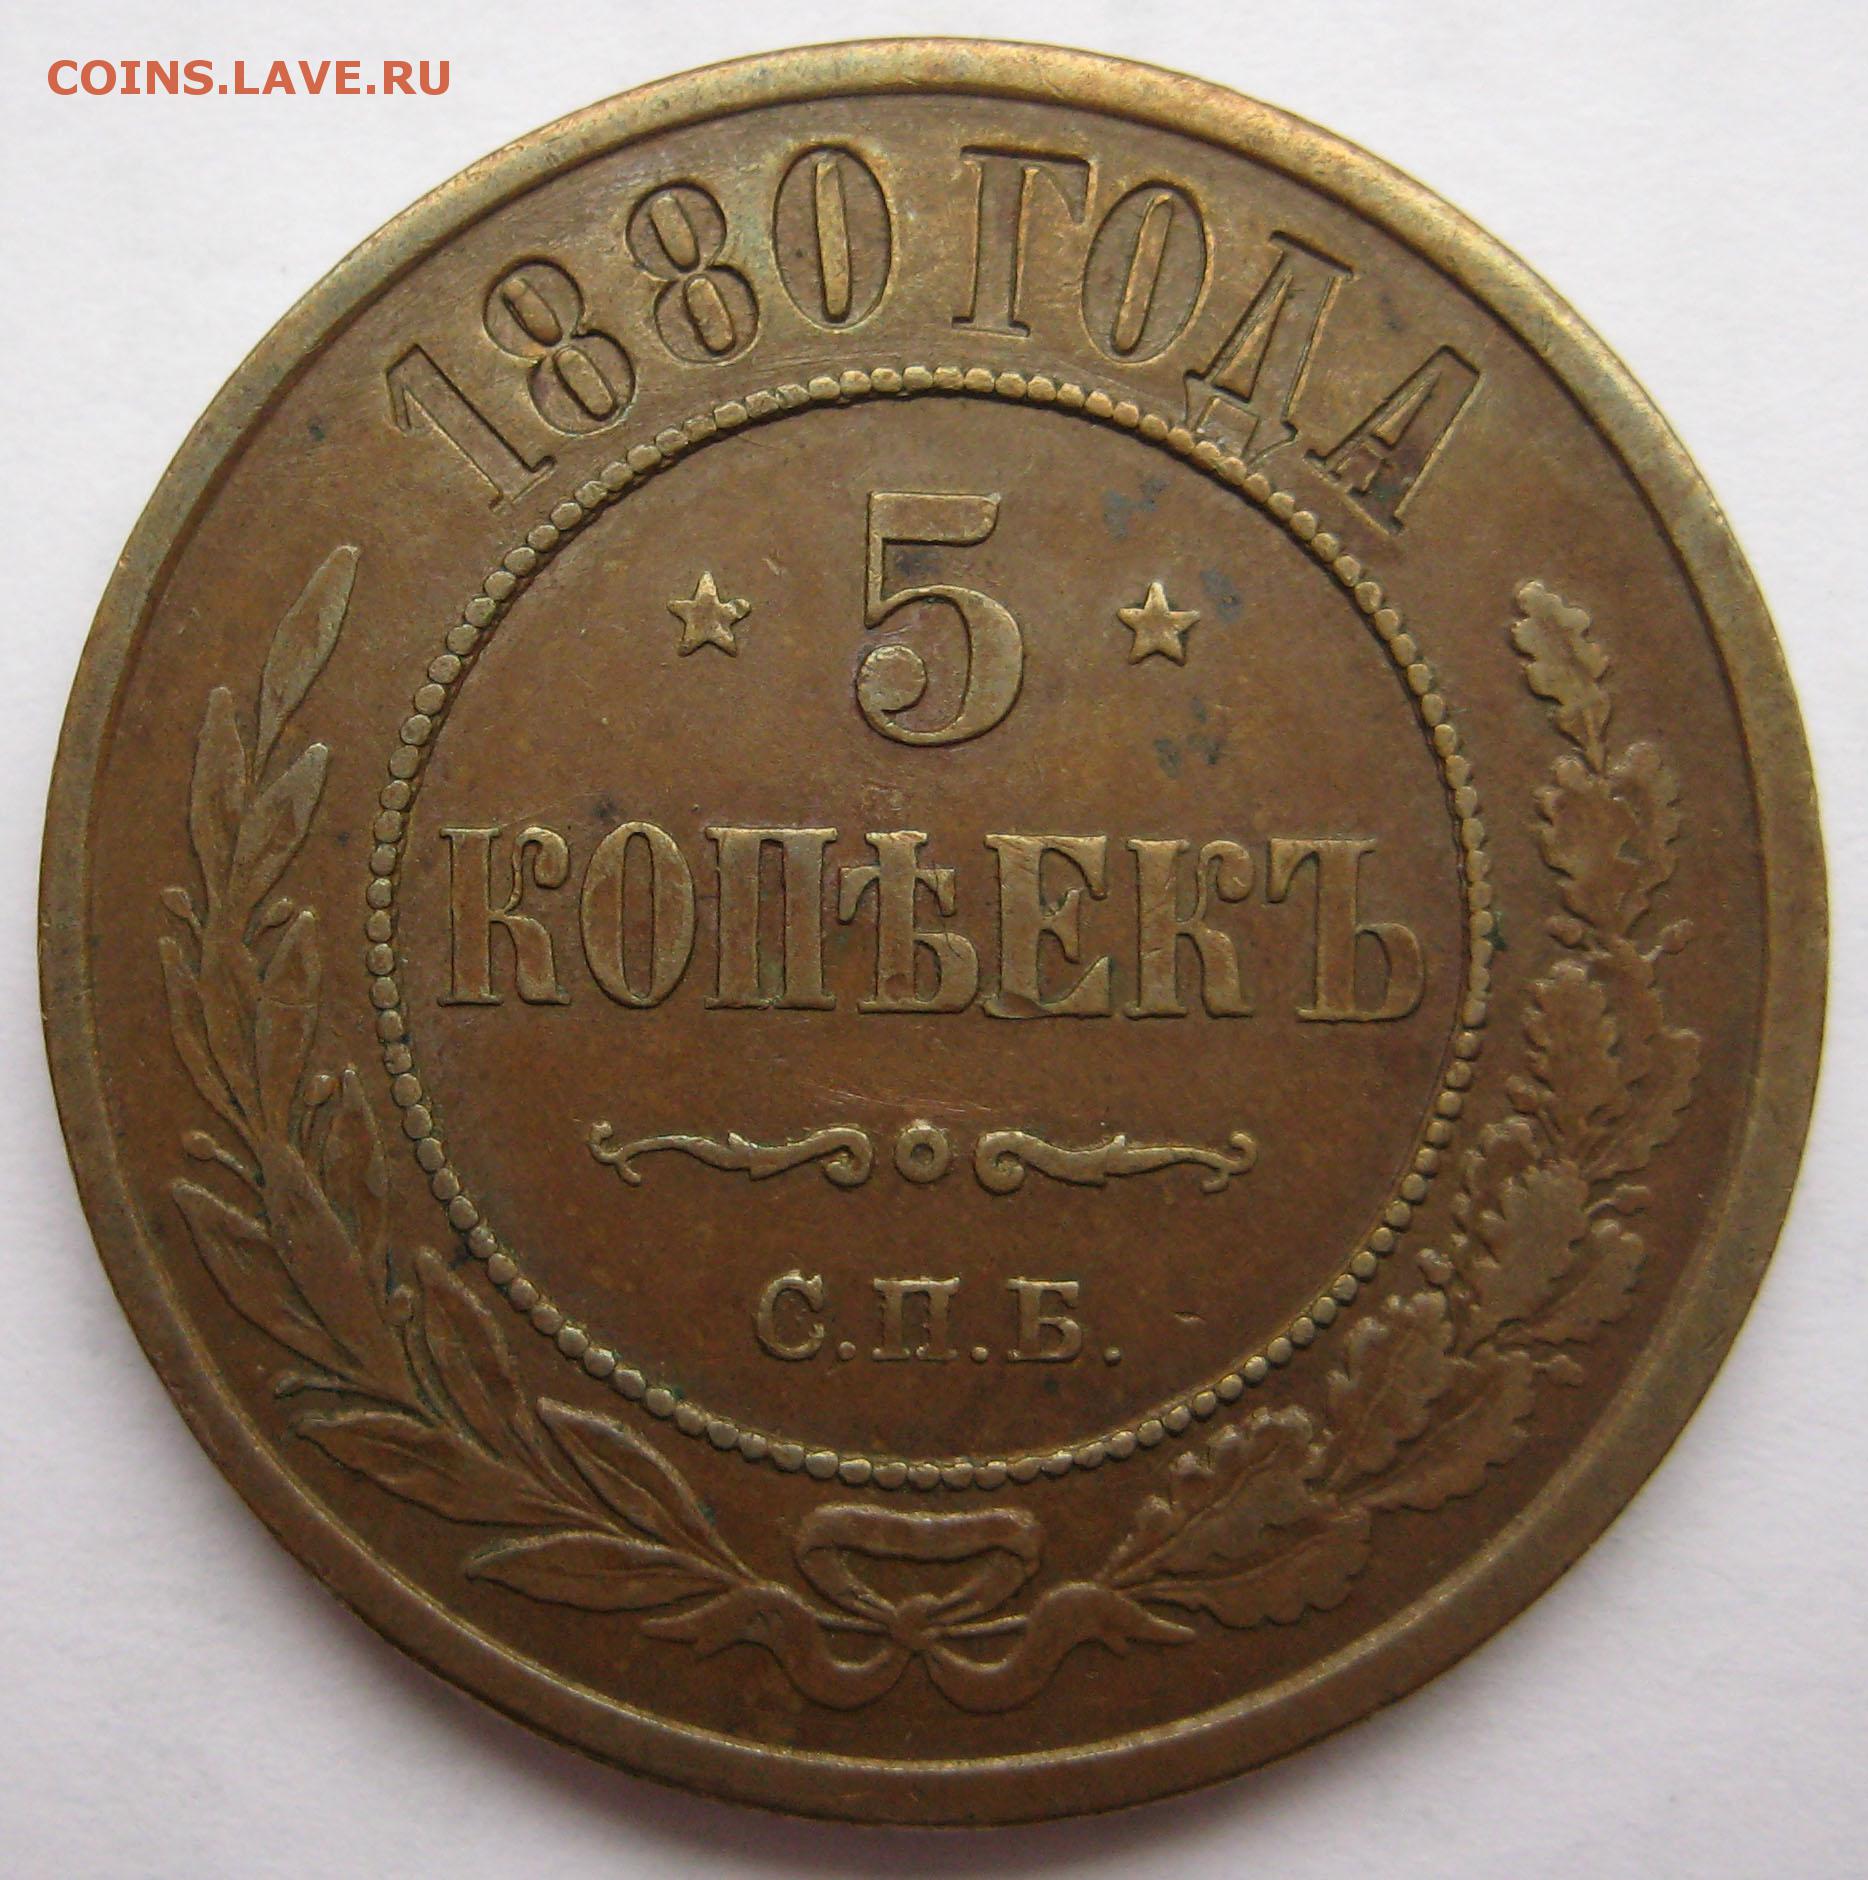 COINS.LAVE.RU
1880 ГОДА
5
КОПѢЕКЪ
С.П.Б.